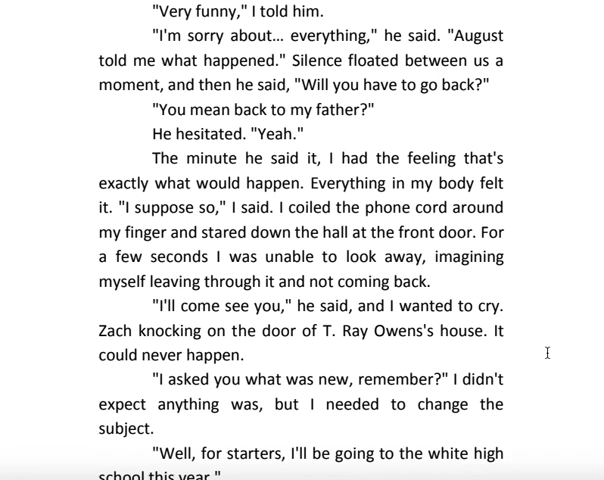 "Very funny," I told him.
"I'm sorry about… everything," he said. "August
told me what happened." Silence floated between us a
moment, and then he said, "Will you have to go back?"
"You mean back to my father?"
He hesitated. "Yeah."
The minute he said it, I had the feeling that's
exactly what would happen. Everything in my body felt
it. "I suppose so," I said. I coiled the phone cord around
my finger and stared down the hall at the front door. For
a few seconds I was unable to look away, imagining
myself leaving through it and not coming back.
"I'll come see you," he said, and I wanted to cry.
Zach knocking on the door of T. Ray Owens's house. It
could never happen.
"I asked you what was new, remember?" I didn't
expect anything was, but I needed to change the
subject.
"Well, for starters, I'll be going to the white high
school this year."